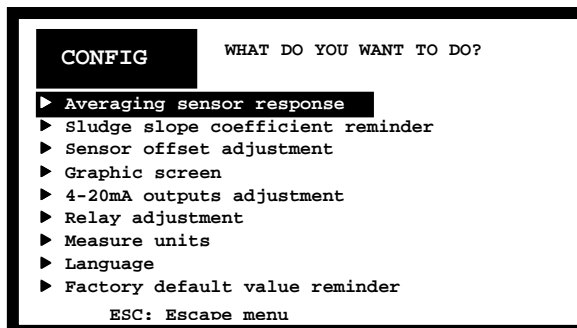 CONFIG
WHAT DO YOU WANT TO DO?
Averaging sensor response
Sludge slope coefficient reminder
Sensor offset adjustment
Graphic screen
4-20mA outputs adjustment
Relay adjustment
Measure units
Language
Factory default value reminder
ESC: Escape menu